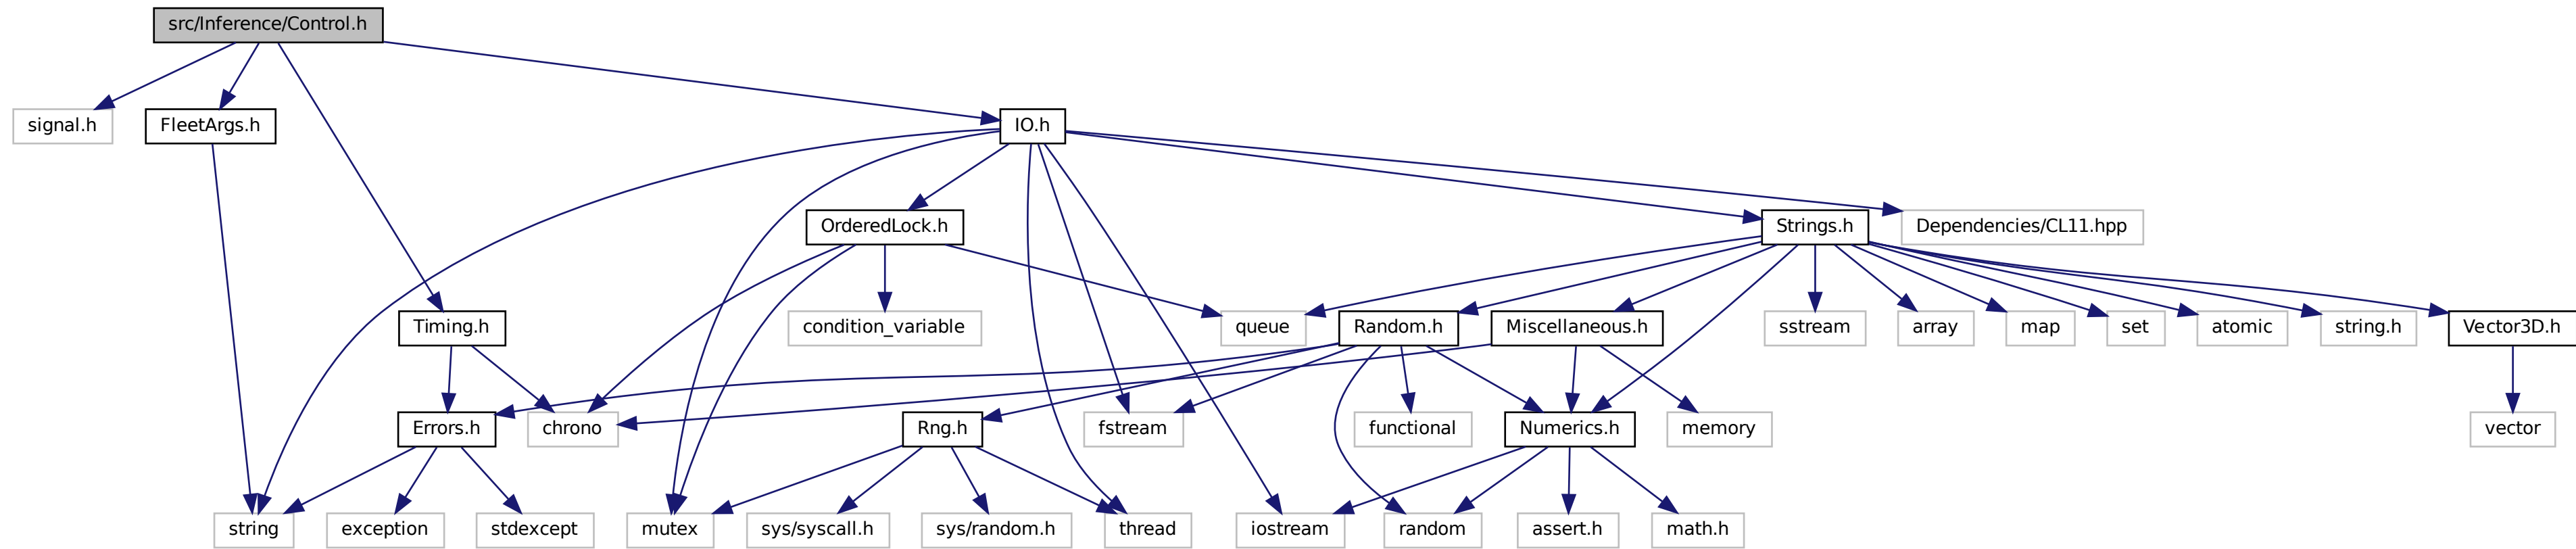 src/Inference/Control.h
signal.h
FleetArgs.h
IO.h
OrderedLock.h
Strings.h
Dependencies/CL11.hpp
Timing.h
condition_variable
queue
Random.h
Miscellaneous.h
sstream
array
map
set
atomic
string.h
Vector3D.h
Errors.h
chrono
Rng.h
fstream
functional
Numerics.h
memory
vector
string
exception
stdexcept
mutex
sys/syscall.h
sys/random.h
thread
iostream
random
assert.h
math.h